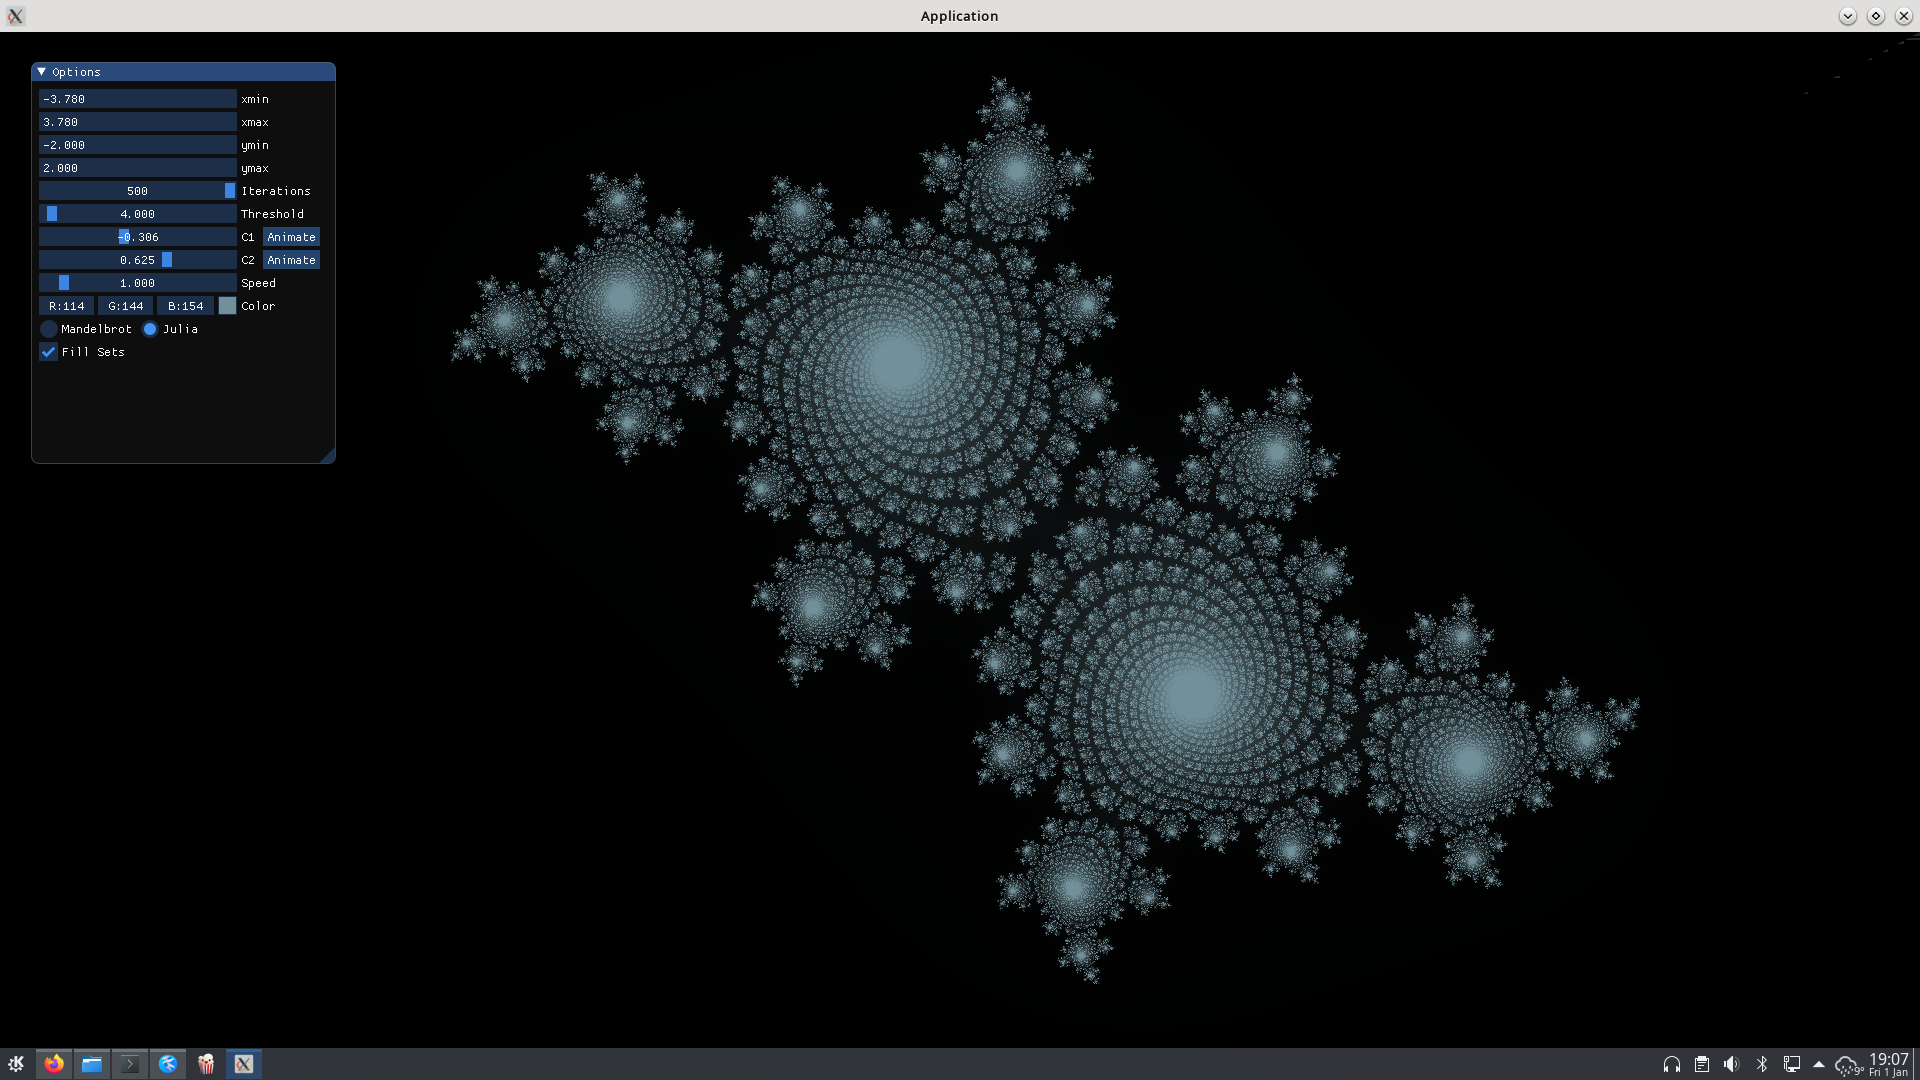 Application
Options
-3.780 xmin
3.780 xmax
-2.000 ymin
2.000 ymax
500 Iterations
4.000 Threshold
-0.306 C1 Animate
0.625 C2 Animate
1.000 Speed
R:114 G:144 B:154 Color
Mandelbrot Julia
Fill Sets
9° 19:07
Fri 1 Jan